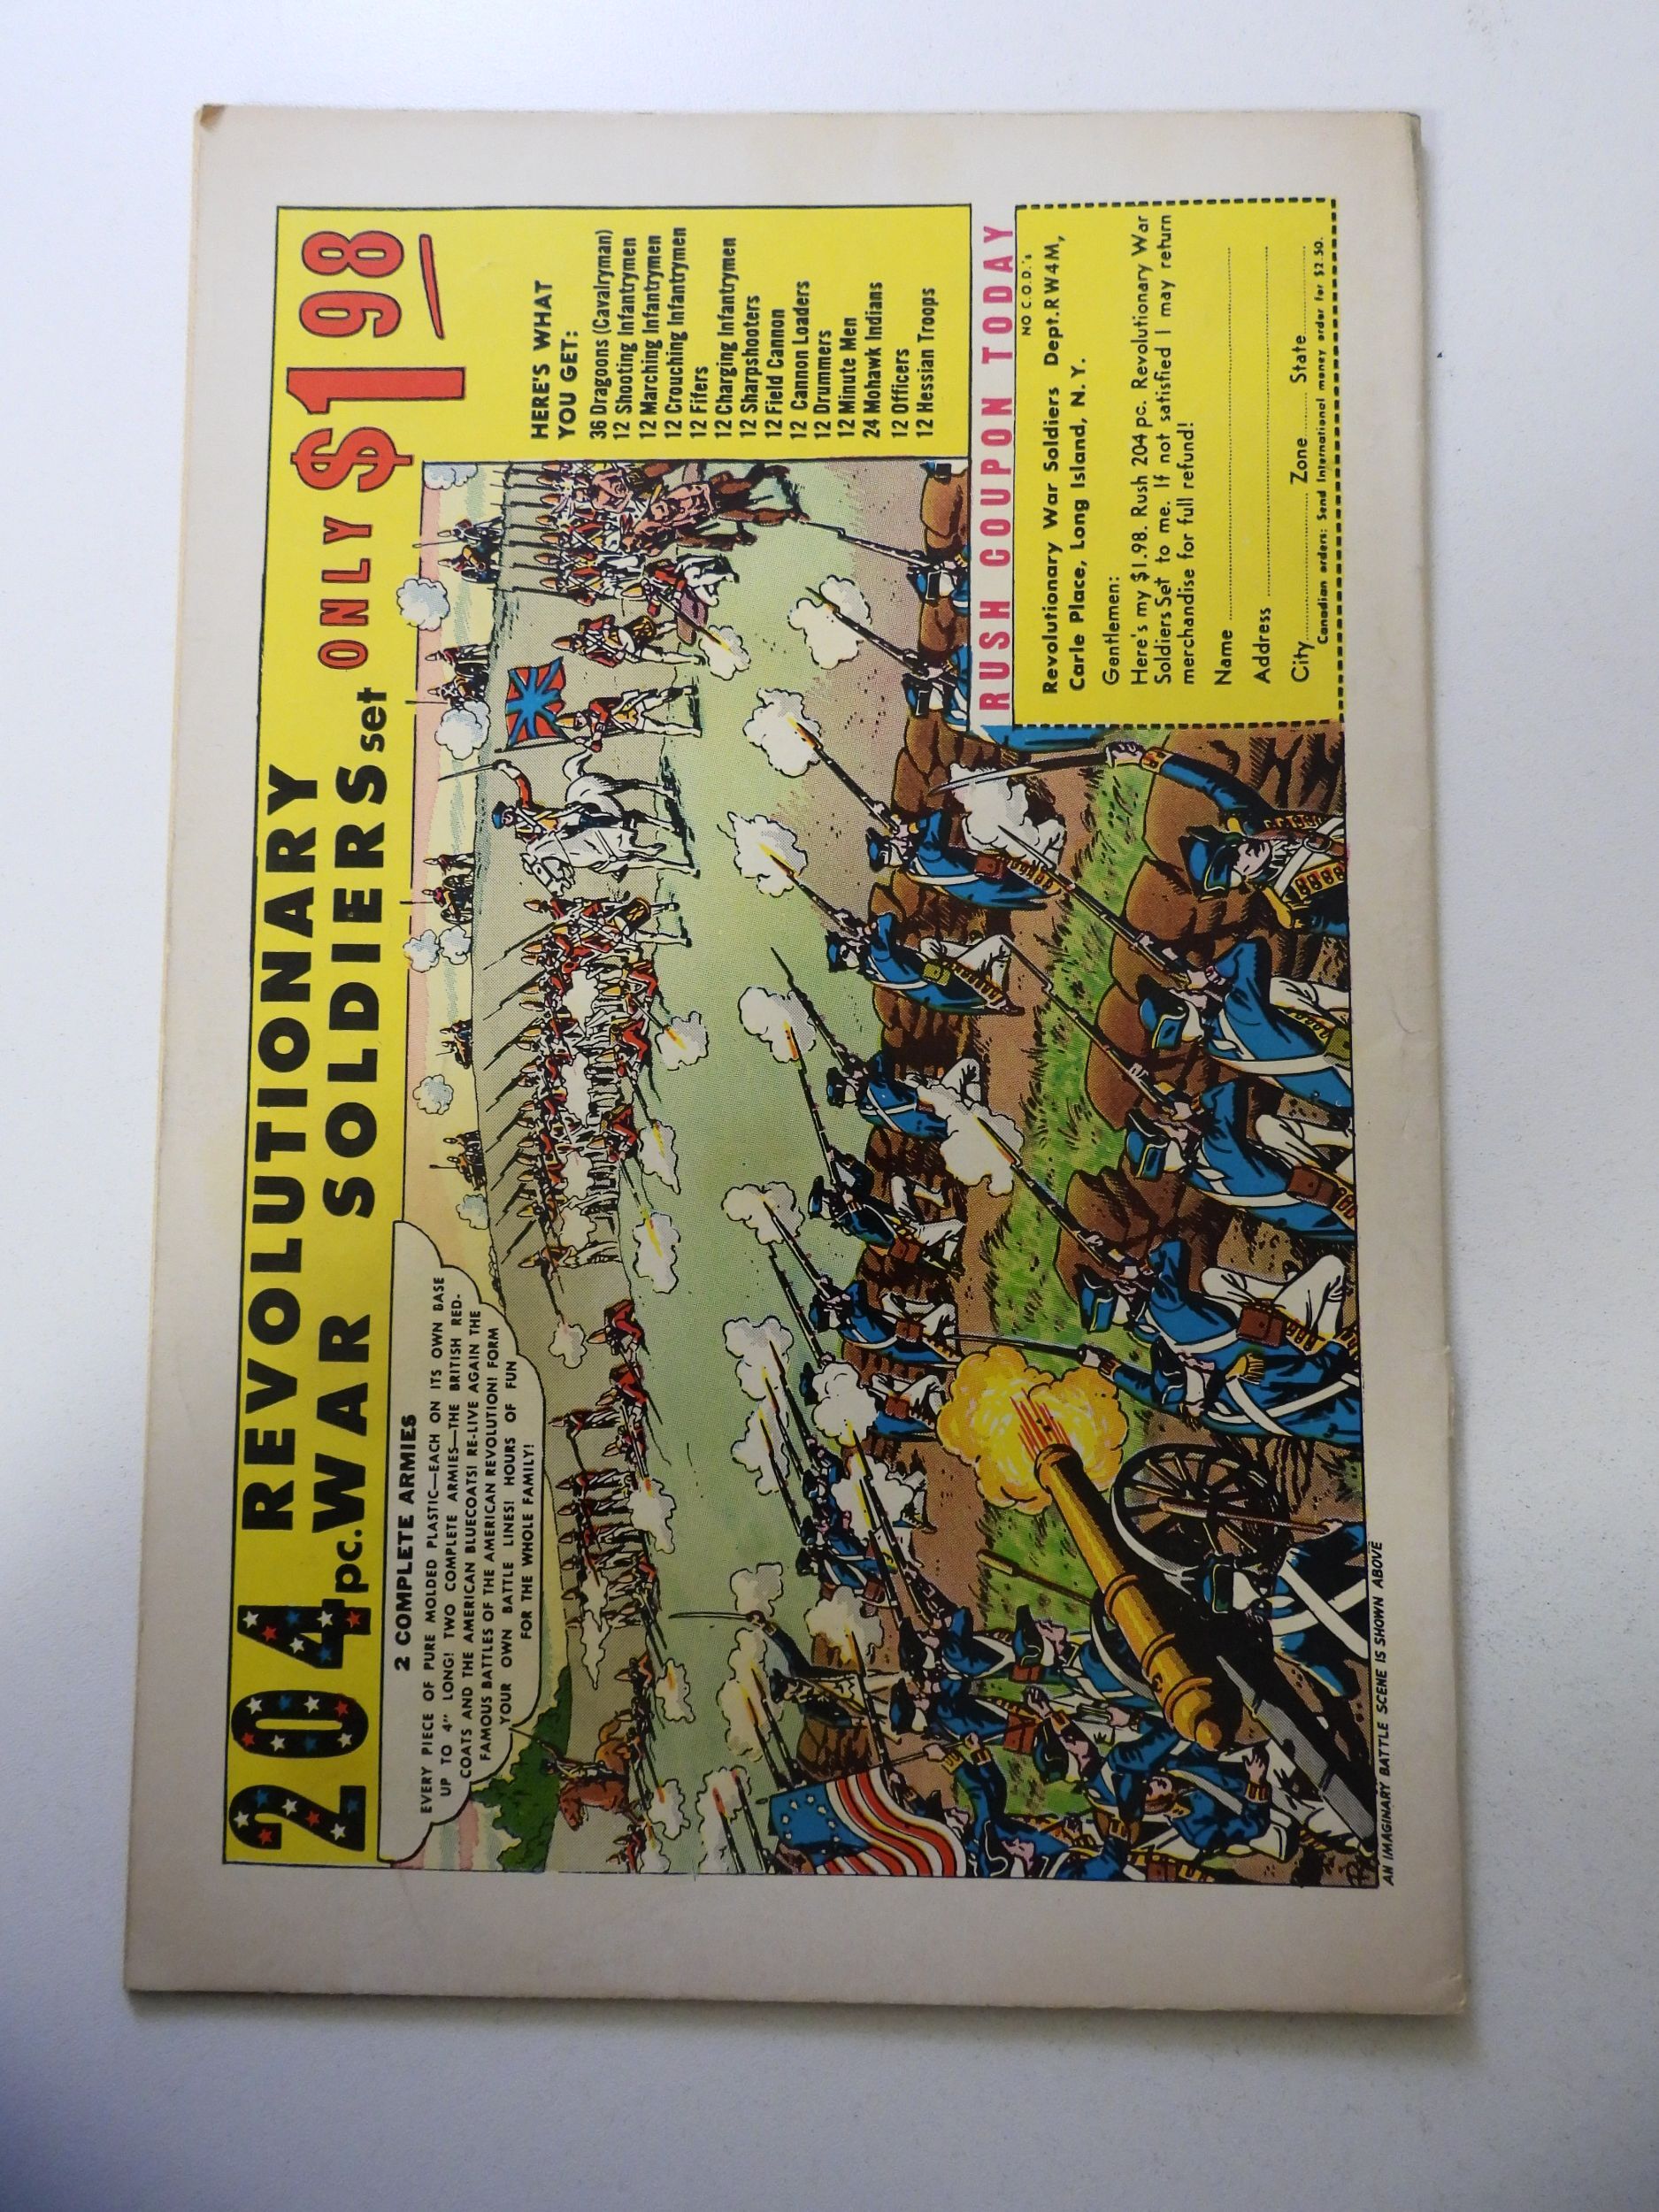 204 REVOLUTIONARY
pc. WAR SOLDIERS set ONLY $1 98
2 COMPLETE ARMIES
EVERY PIECE OF PURE MOLDED PLASTIC—EACH ON ITS OWN BASE
UP TO 4" LONG! TWO COMPLETE ARMIES—THE BRITISH RED-
COATS AND THE AMERICAN BLUECOATS! RE-LIVE AGAIN THE
FAMOUS BATTLES OF THE AMERICAN REVOLUTION! FORM
YOUR OWN BATTLE LINES! HOURS OF FUN
FOR THE WHOLE FAMILY!
HERE'S WHAT
YOU GET:
36 Dragoons (Cavalryman)
12 Shooting Infantrymen
12 Marching Infantrymen
12 Crouching Infantrymen
12 Fifers
12 Charging Infantrymen
12 Sharpshooters
12 Field Cannon
12 Cannon Loaders
12 Drummers
12 Minute Men
24 Mohawk Indians
12 Officers
12 Hessian Troops
RUSH COUPON TODAY
NO C.O.D.'s
Revolutionary War Soldiers Dept. RW4M,
Carle Place, Long Island, N. Y.
Gentlemen:
Here's my $1.98. Rush 204 pc. Revolutionary War
Soldiers Set to me. If not satisfied I may return
merchandise for full refund!
Name
Address
City Zone State
Canadian orders: Send International money order for $2.50.
AN IMAGINARY BATTLE SCENE IS SHOWN ABOVE